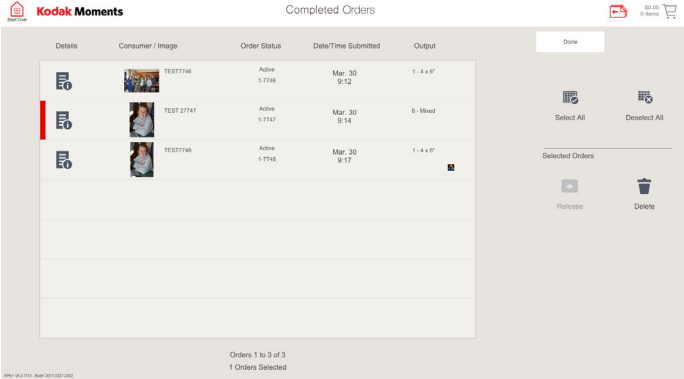 Start Over
Kodak Moments
Completed Orders
$0.00
0 Items
Details Consumer / Image Order Status Date/Time Submitted Output
Done
TEST7746 Active Mar. 30 1 - 4 x 6"
1-7746 9:12
TEST 27747 Active Mar. 30 6 - Mixed
1-7747 9:14
TEST7748 Active Mar. 30 1 - 4 x 6"
1-7748 9:17
Select All Deselect All
Selected Orders
Release Delete
Orders 1 to 3 of 3
1 Orders Selected